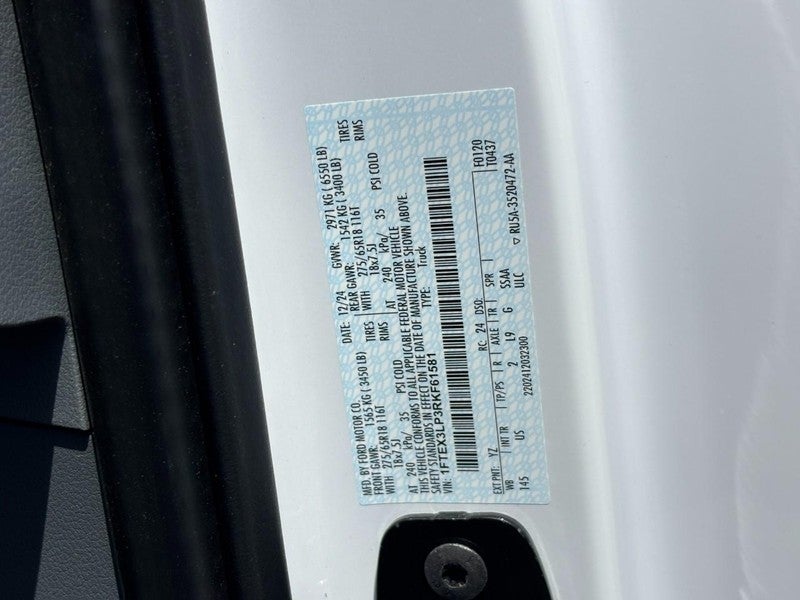 MFD. BY FORD MOTOR CO.
DATE: 12/24 GVWR: 2971 KG ( 6550 LB)
FRONT GAWR: 1565 KG ( 3450 LB) REAR GAWR: 1542 KG ( 3400 LB)
WITH 275/65R18 116T TIRES WITH 275/65R18 116T TIRES
18x7.5J RIMS 18x7.5J RIMS
AT 240 kPa/ 35 PSI COLD AT 240 kPa/ 35 PSI COLD
THIS VEHICLE CONFORMS TO ALL APPLICABLE FEDERAL MOTOR VEHICLE
SAFETY STANDARDS IN EFFECT ON THE DATE OF MANUFACTURE SHOWN ABOVE.
VIN: 1FTEX3LP3RKF61581 TYPE: Truck
F0120
T0437
EXT PNT: YZ RC: 24 DSO:
WB INT TR TP/PS R AXLE TR SPR
145 US 2 L9 G 5SAA
2202412032300 ULC ▽ RU5A-3520472-AA